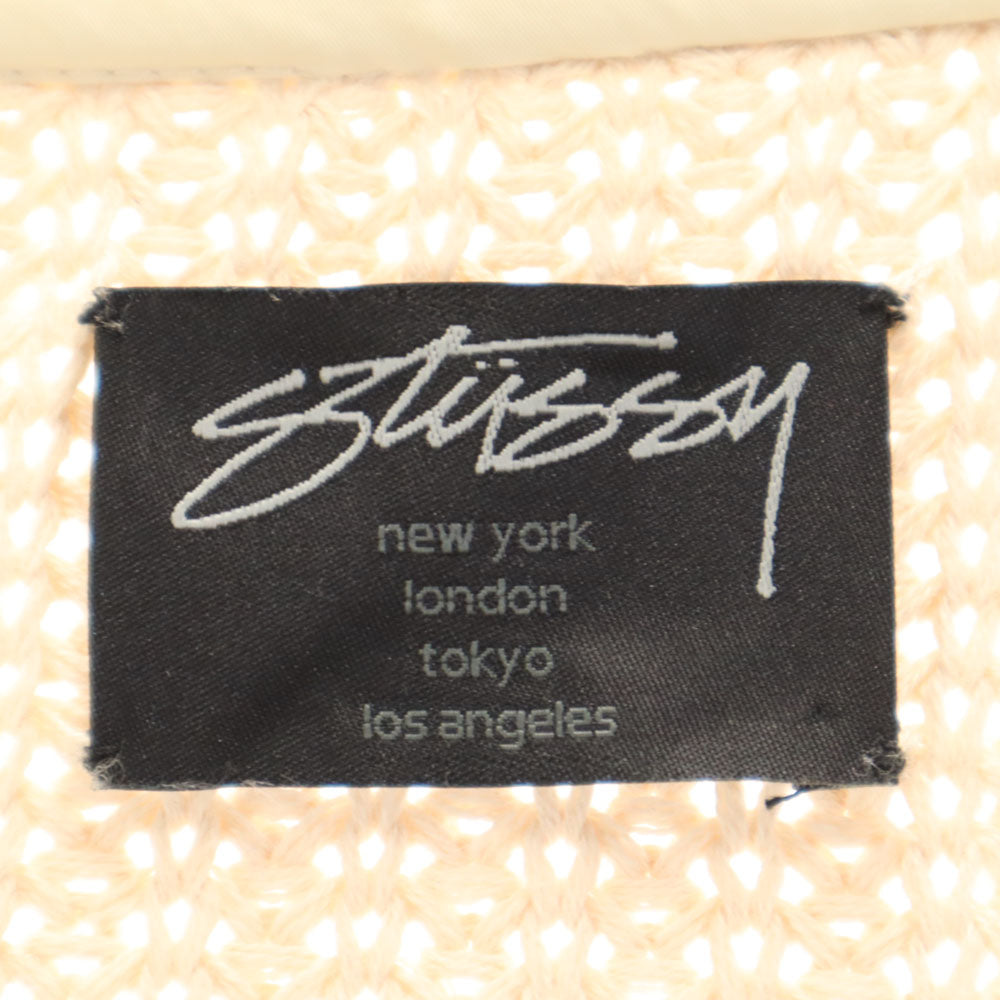 stüssy
new york
london
tokyo
los angeles